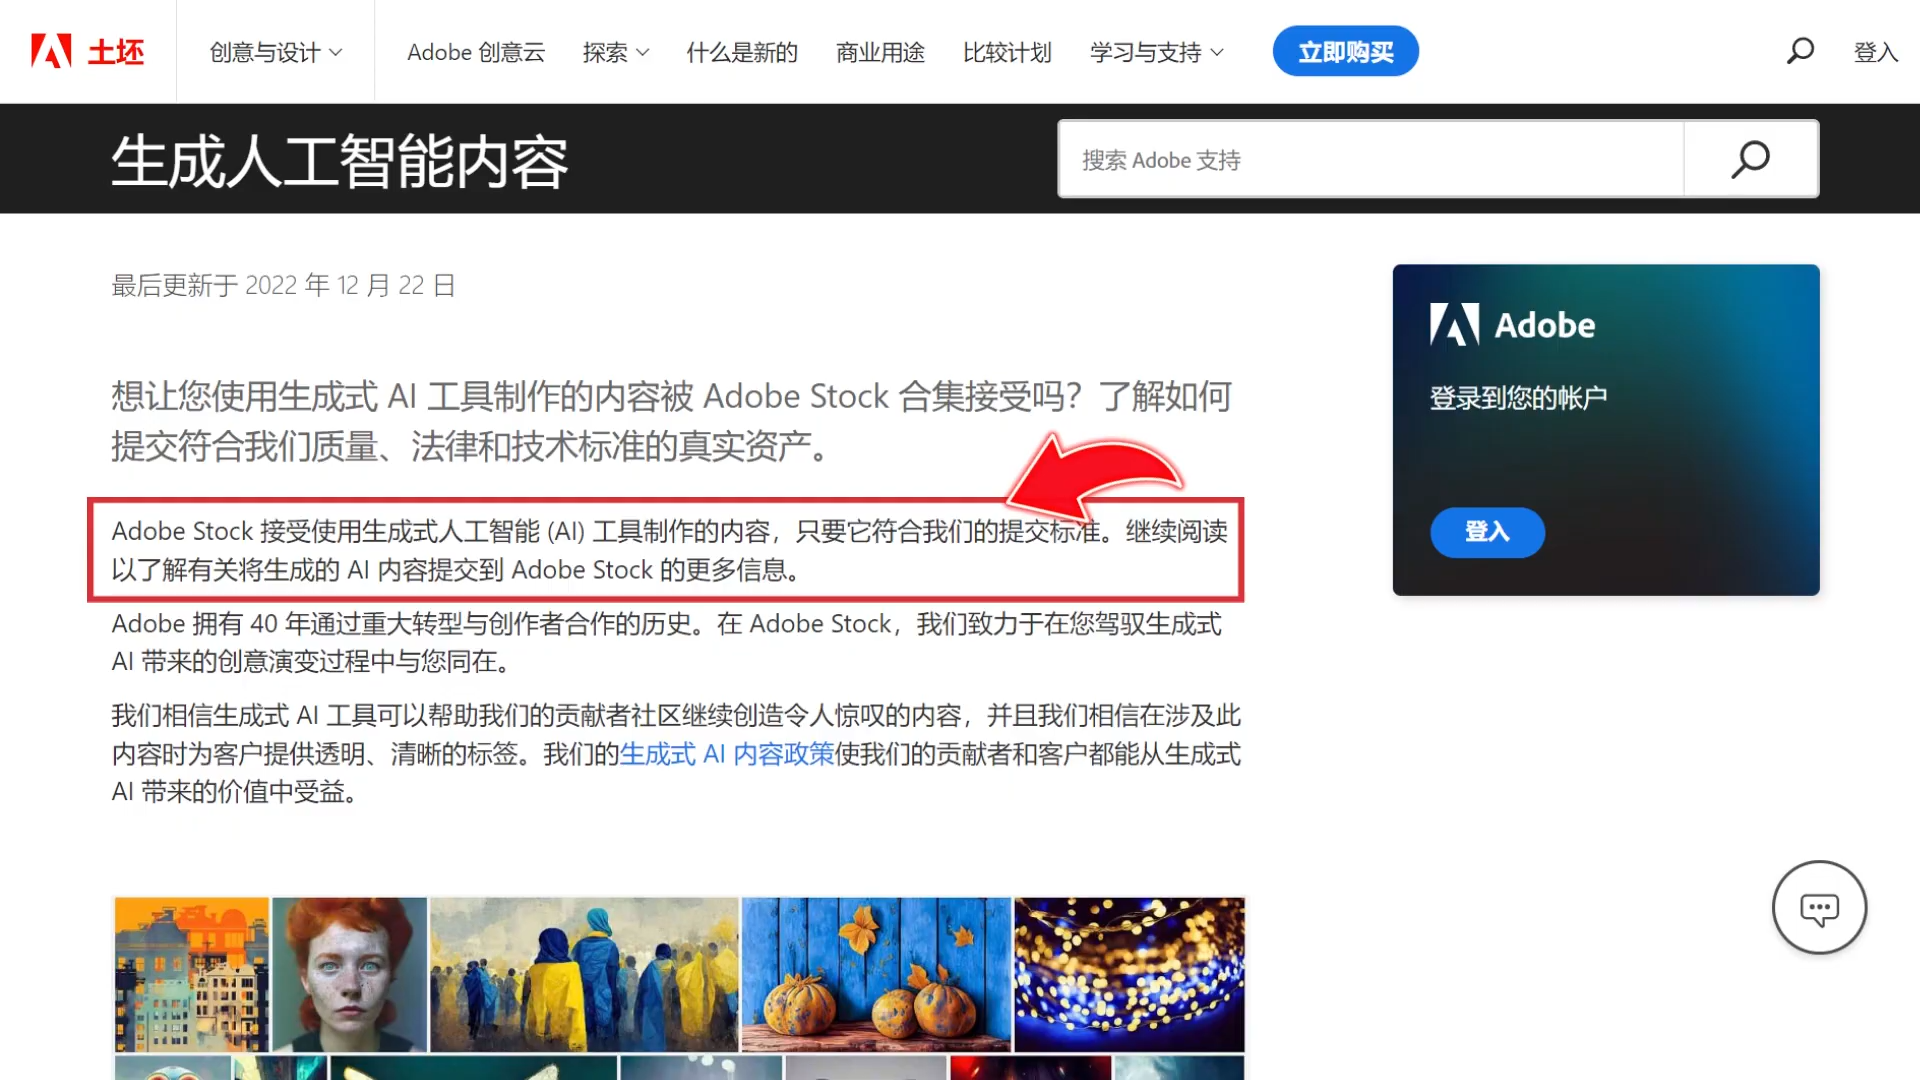 土坯
创意与设计
Adobe 创意云
探索
什么是新的
商业用途
比较计划
学习与支持
立即购买
登入
生成人工智能内容
搜索 Adobe 支持
最后更新于 2022 年 12 月 22 日
Adobe
登录到您的帐户
登入
想让您使用生成式 AI 工具制作的内容被 Adobe Stock 合集接受吗？了解如何
提交符合我们质量、法律和技术标准的真实资产。
Adobe Stock 接受使用生成式人工智能 (AI) 工具制作的内容，只要它符合我们的提交标准。继续阅读
以了解有关将生成的 AI 内容提交到 Adobe Stock 的更多信息。
Adobe 拥有 40 年通过重大转型与创作者合作的历史。在 Adobe Stock，我们致力于在您驾驭生成式
AI 带来的创意演变过程中与您同在。
我们相信生成式 AI 工具可以帮助我们的贡献者社区继续创造令人惊叹的内容，并且我们相信在涉及此
内容时为客户提供透明、清晰的标签。我们的生成式 AI 内容政策使我们的贡献者和客户都能从生成式
AI 带来的价值中受益。